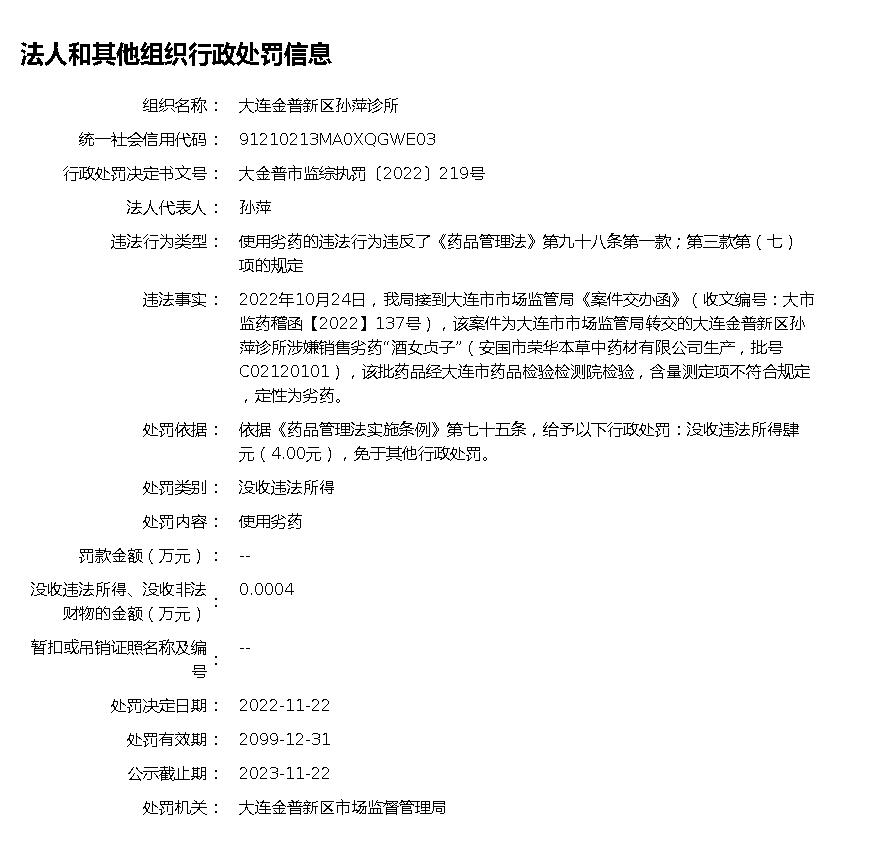 法人和其他组织行政处罚信息
组织名称： 大连金普新区孙萍诊所
统一社会信用代码： 91210213MA0XQGWE03
行政处罚决定书文号： 大金普市监综执罚〔2022〕219号
法人代表人： 孙萍
违法行为类型： 使用劣药的违法行为违反了《药品管理法》第九十八条第一款；第三款第（七）
项的规定
违法事实： 2022年10月24日，我局接到大连市市场监管局《案件交办函》（收文编号：大市
监药稽函【2022】137号），该案件为大连市市场监管局转交的大连金普新区孙
萍诊所涉嫌销售劣药“酒女贞子”（安国市荣华本草中药材有限公司生产，批号
C02120101），该批药品经大连市药品检验检测院检验，含量测定项不符合规定
，定性为劣药。
处罚依据： 依据《药品管理法实施条例》第七十五条，给予以下行政处罚：没收违法所得肆
元（4.00元），免于其他行政处罚。
处罚类别： 没收违法所得
处罚内容： 使用劣药
罚款金额（万元）： --
没收违法所得、没收非法
财物的金额（万元）： 0.0004
暂扣或吊销证照名称及编
号： --
处罚决定日期： 2022-11-22
处罚有效期： 2099-12-31
公示截止期： 2023-11-22
处罚机关： 大连金普新区市场监督管理局